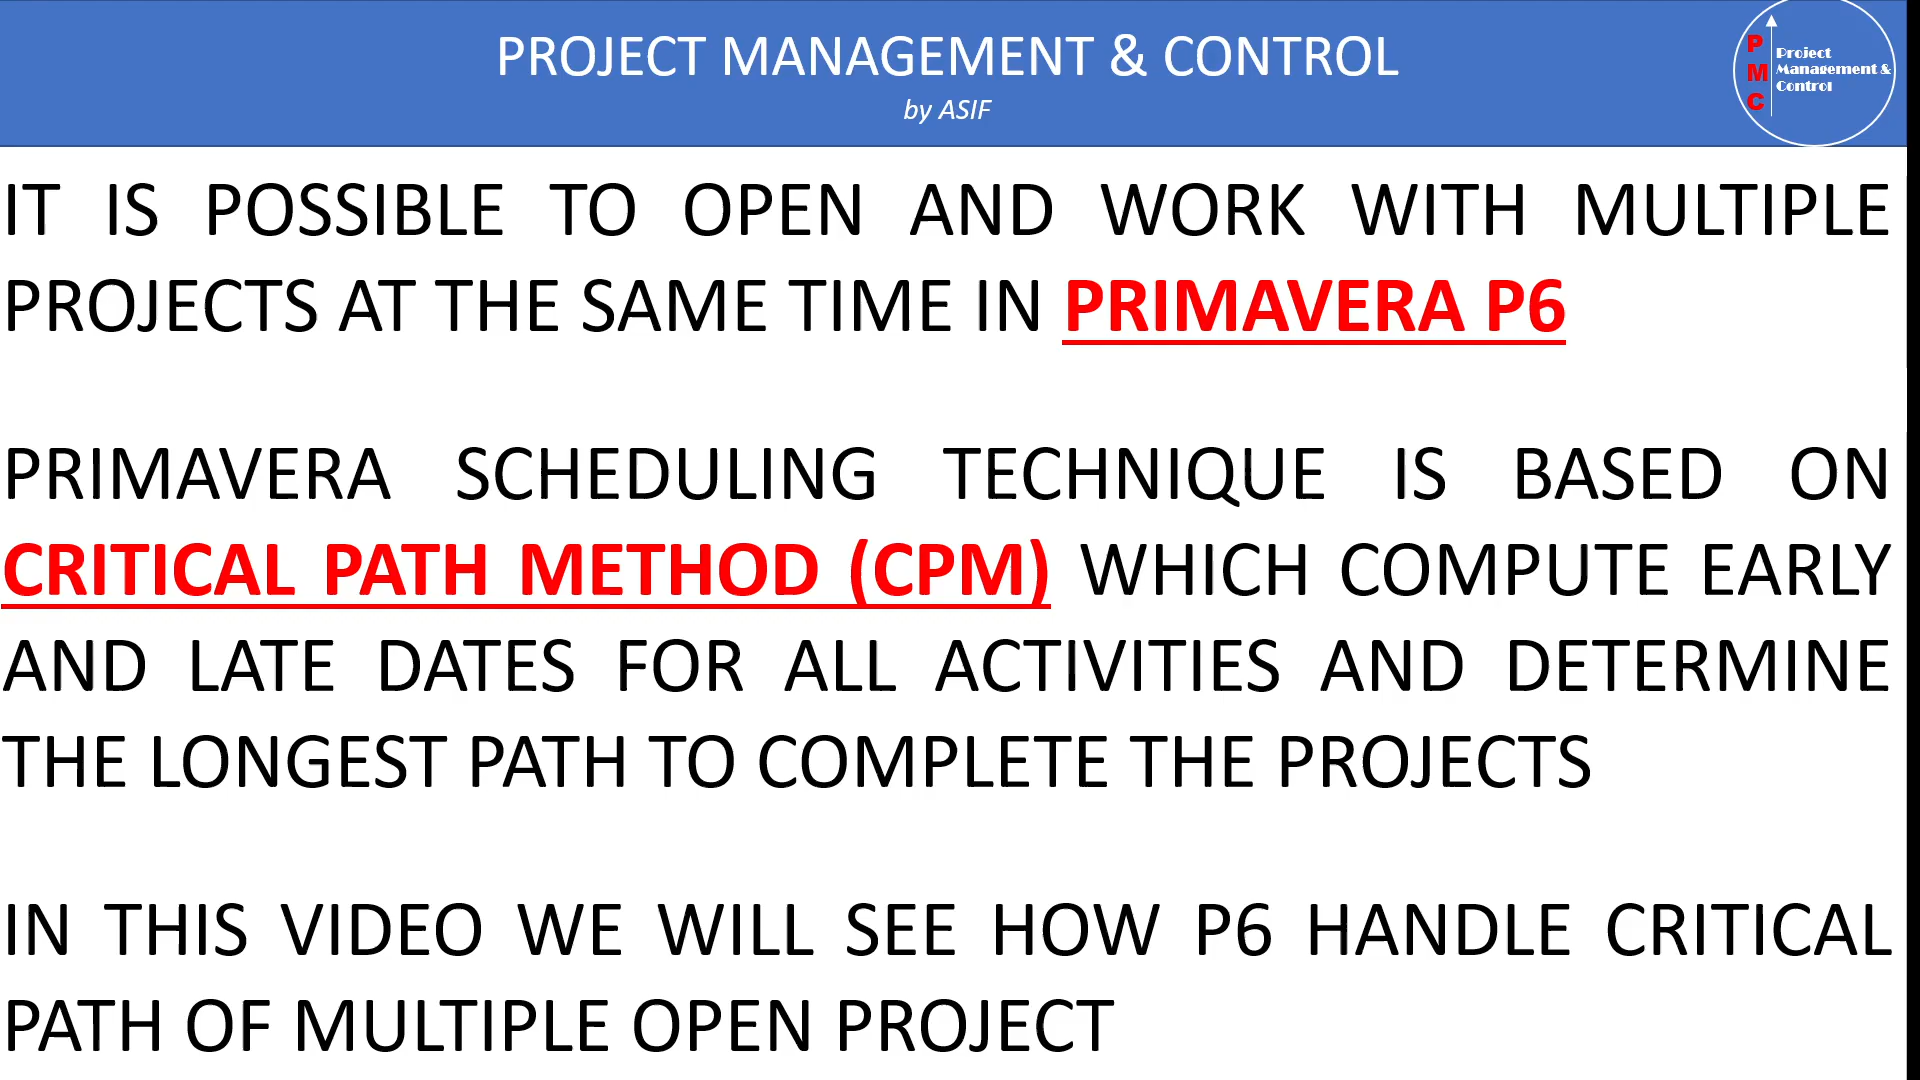 PROJECT MANAGEMENT & CONTROL
by ASIF
P
M
C
Project
Management &
Control
IT IS POSSIBLE TO OPEN AND WORK WITH MULTIPLE
PROJECTS AT THE SAME TIME IN PRIMAVERA P6
PRIMAVERA SCHEDULING TECHNIQUE IS BASED ON
CRITICAL PATH METHOD (CPM) WHICH COMPUTE EARLY
AND LATE DATES FOR ALL ACTIVITIES AND DETERMINE
THE LONGEST PATH TO COMPLETE THE PROJECTS
IN THIS VIDEO WE WILL SEE HOW P6 HANDLE CRITICAL
PATH OF MULTIPLE OPEN PROJECT